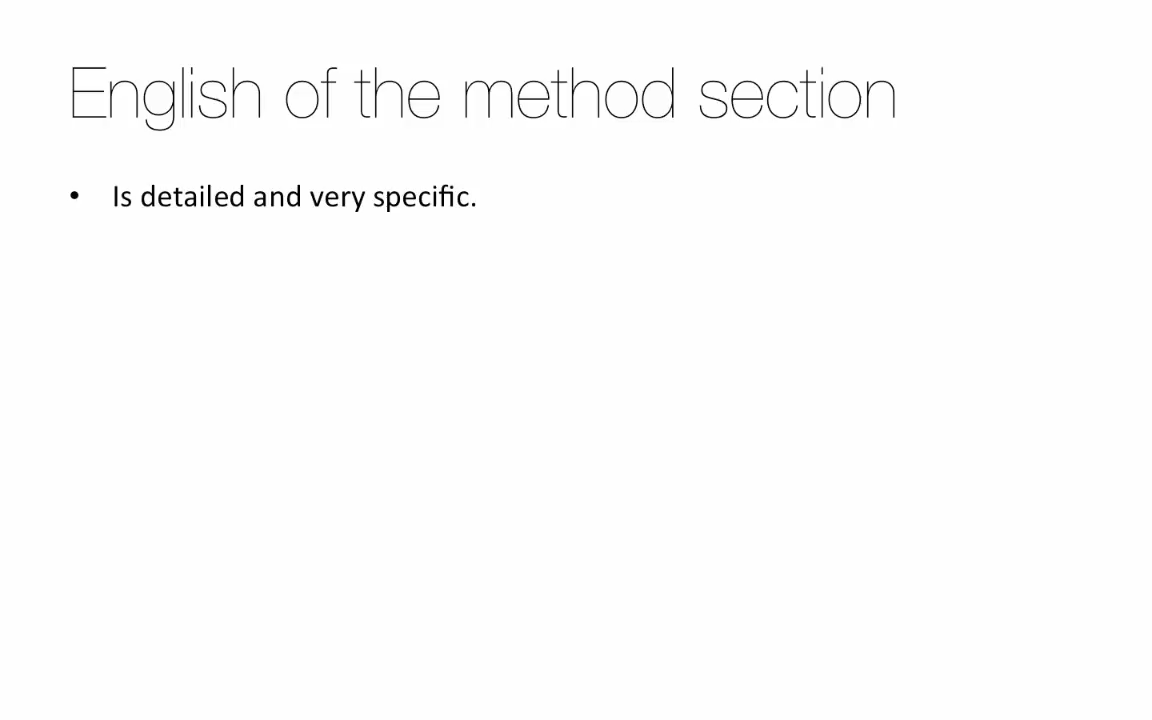 English of the method section
• Is detailed and very specific.